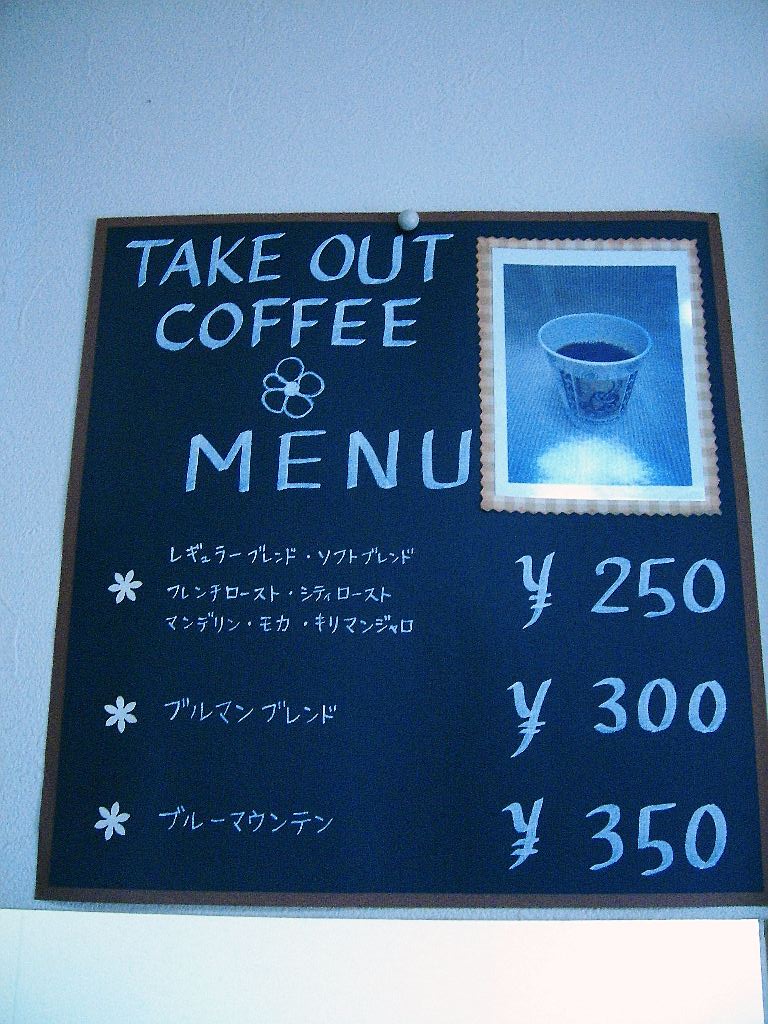 TAKE OUT
COFFEE
MENU
レギュラーブレンド・ソフトブレンド
フレンチロースト・シティロースト
マンデリン・モカ・キリマンジャロ
¥ 250
ブルマンブレンド
¥ 300
ブルーマウンテン
¥ 350